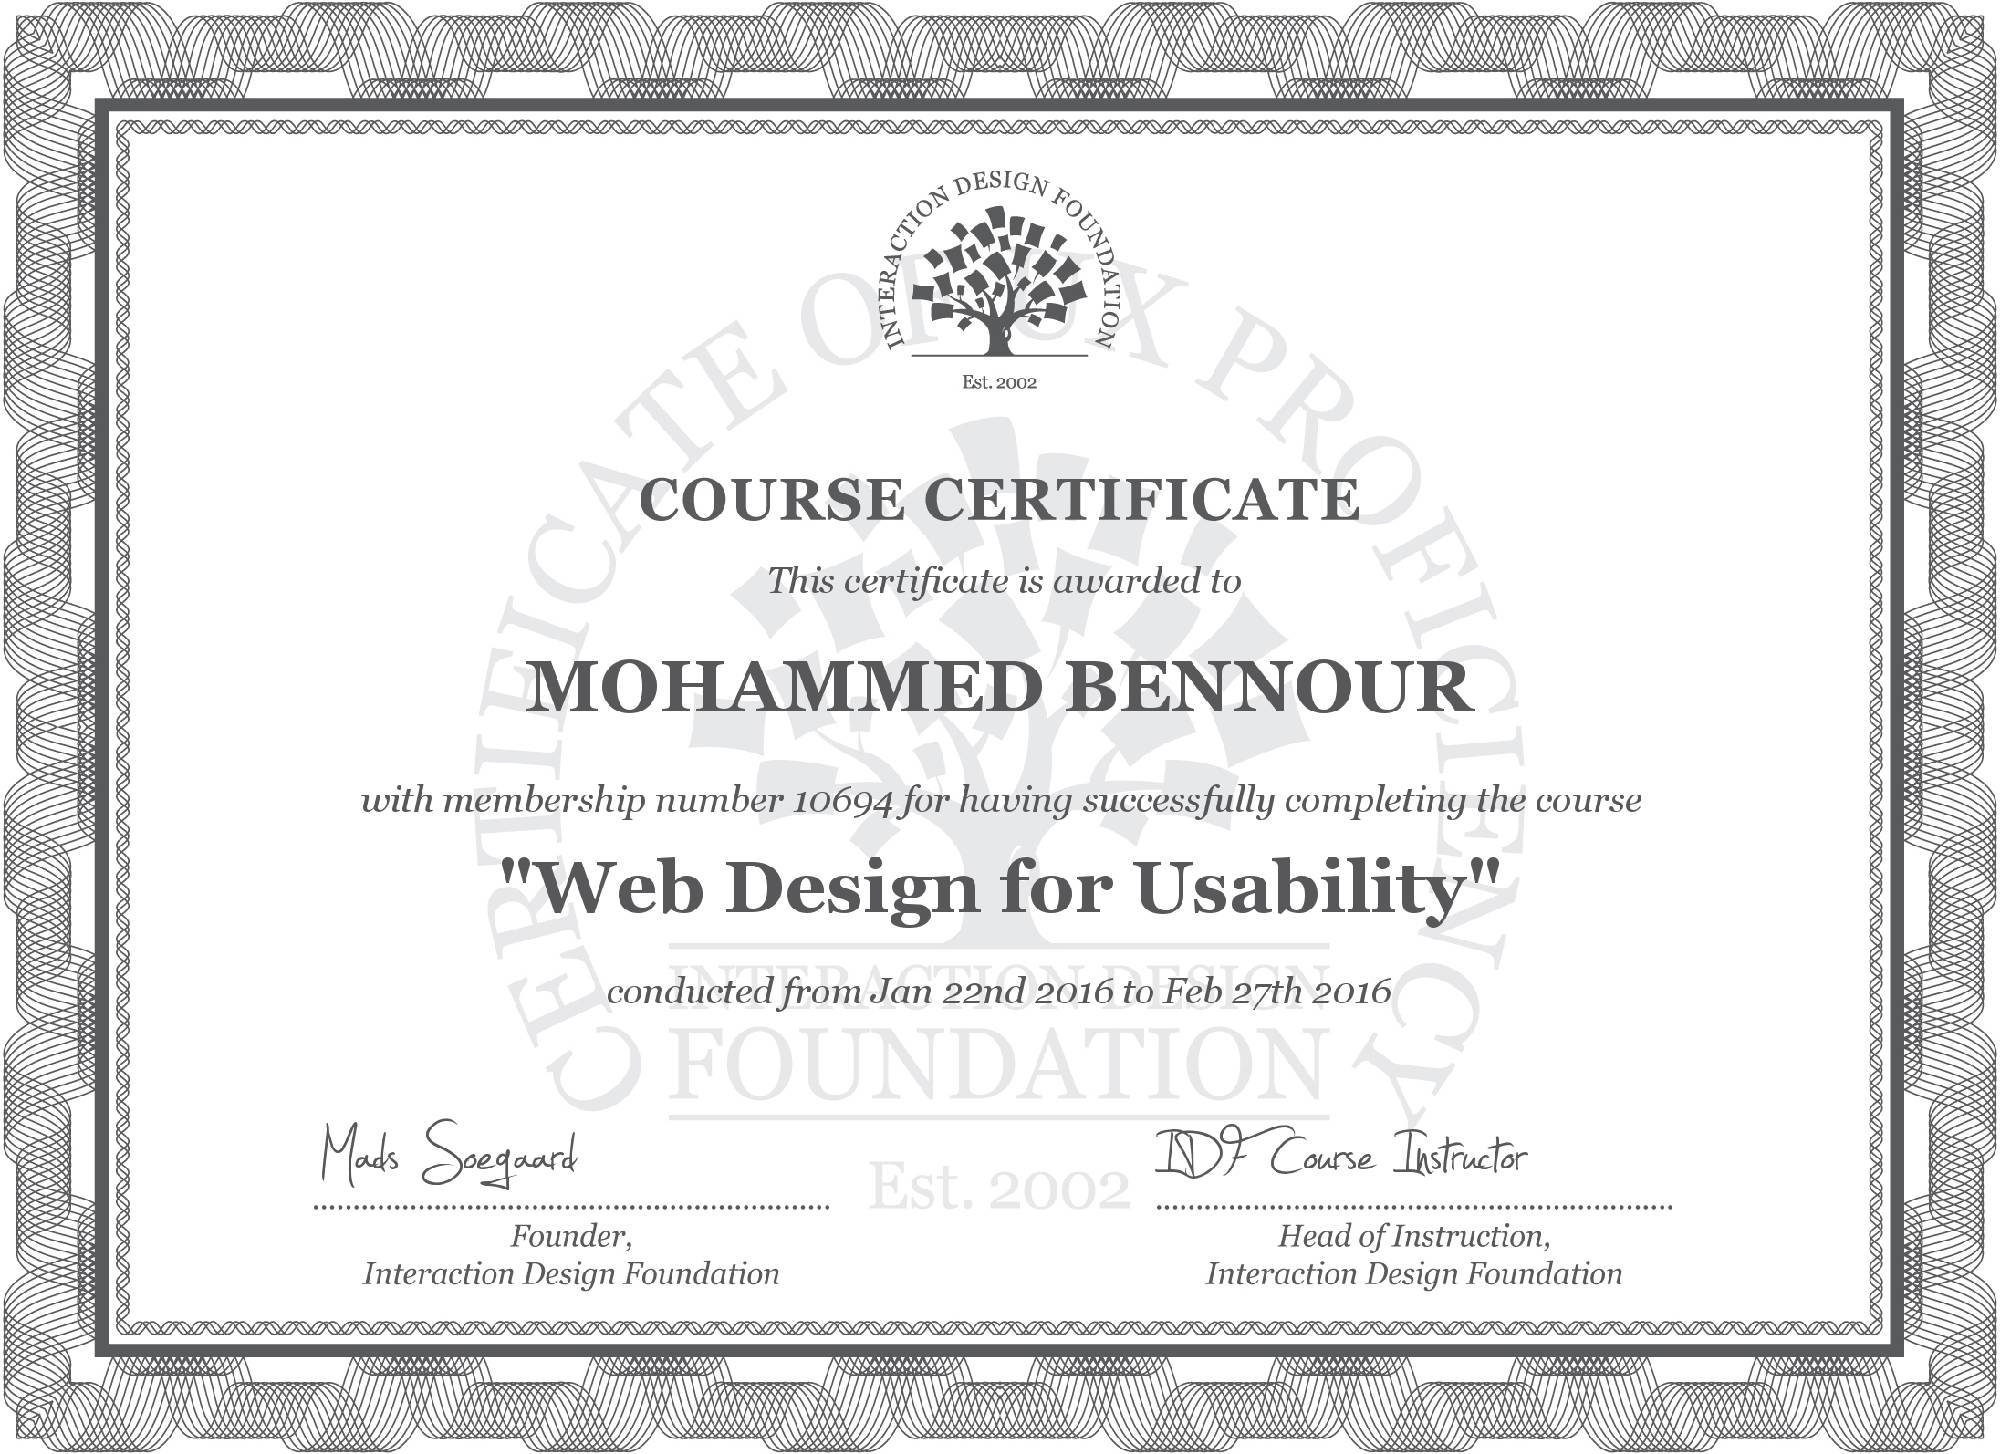 INTERACTION DESIGN FOUNDATION
Est. 2002
CERTIFICATE OF UX PROFICIENCY
COURSE CERTIFICATE
This certificate is awarded to
MOHAMMED BENNOUR
with membership number 10694 for having successfully completing the course
"Web Design for Usability"
INTERACTION DESIGN
conducted from Jan 22nd 2016 to Feb 27th 2016
FOUNDATION
Mads Soegaard
IDF Course Instructor
Est. 2002
Founder,
Interaction Design Foundation
Head of Instruction,
Interaction Design Foundation